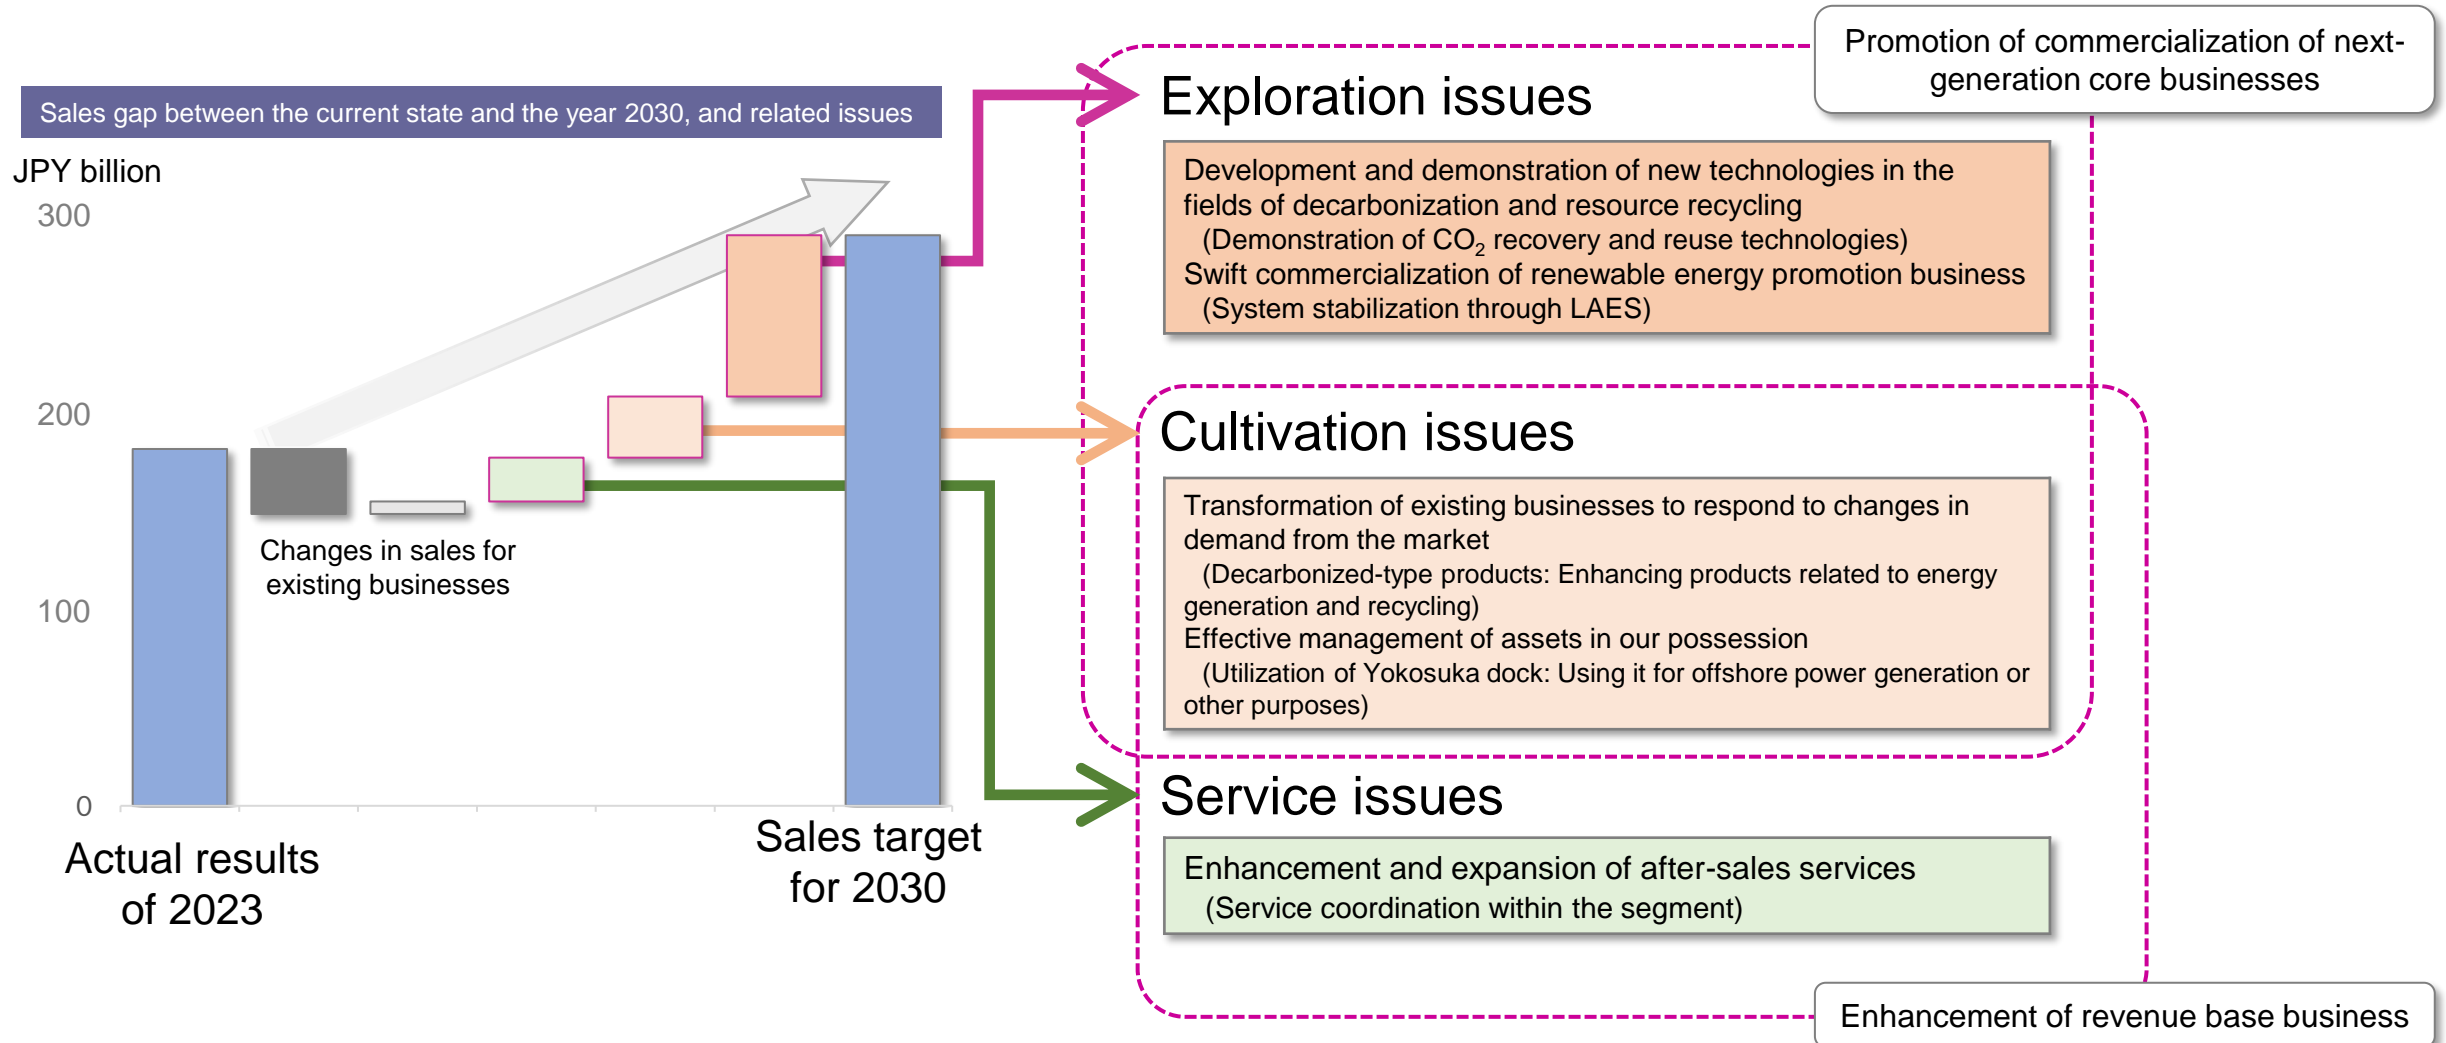 Sales gap between the current state and the year 2030, and related issues
JPY billion
300
200
100
0
Changes in sales for
existing businesses
Actual results
of 2023
Sales target
for 2030
Promotion of commercialization of next-
generation core businesses
Exploration issues
Development and demonstration of new technologies in the
fields of decarbonization and resource recycling
(Demonstration of CO₂ recovery and reuse technologies)
Swift commercialization of renewable energy promotion business
(System stabilization through LAES)
Cultivation issues
Transformation of existing businesses to respond to changes in
demand from the market
(Decarbonized-type products: Enhancing products related to energy
generation and recycling)
Effective management of assets in our possession
(Utilization of Yokosuka dock: Using it for offshore power generation or
other purposes)
Service issues
Enhancement and expansion of after-sales services
(Service coordination within the segment)
Enhancement of revenue base business